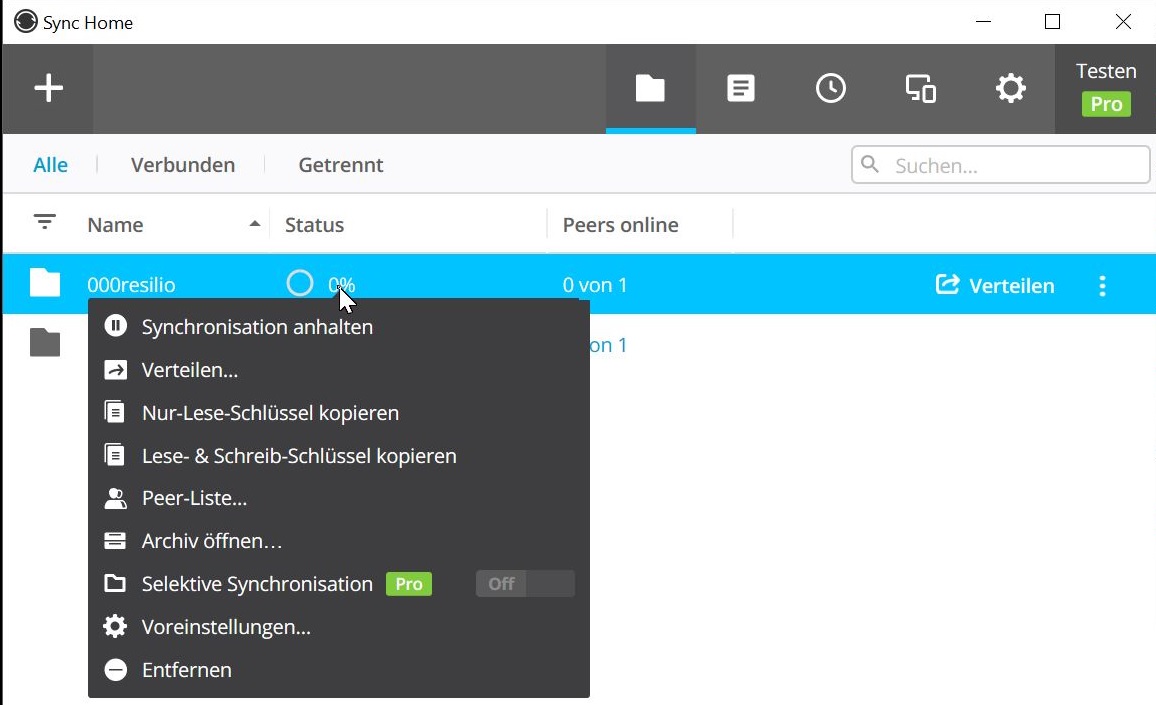 Sync Home
Testen
Pro
Alle
Verbunden
Getrennt
Suchen...
Name
Status
Peers online
000resilio
0%
0 von 1
Verteilen
on 1
Synchronisation anhalten
Verteilen...
Nur-Lese-Schlüssel kopieren
Lese- & Schreib-Schlüssel kopieren
Peer-Liste...
Archiv öffnen...
Selektive Synchronisation Pro Off
Voreinstellungen...
Entfernen